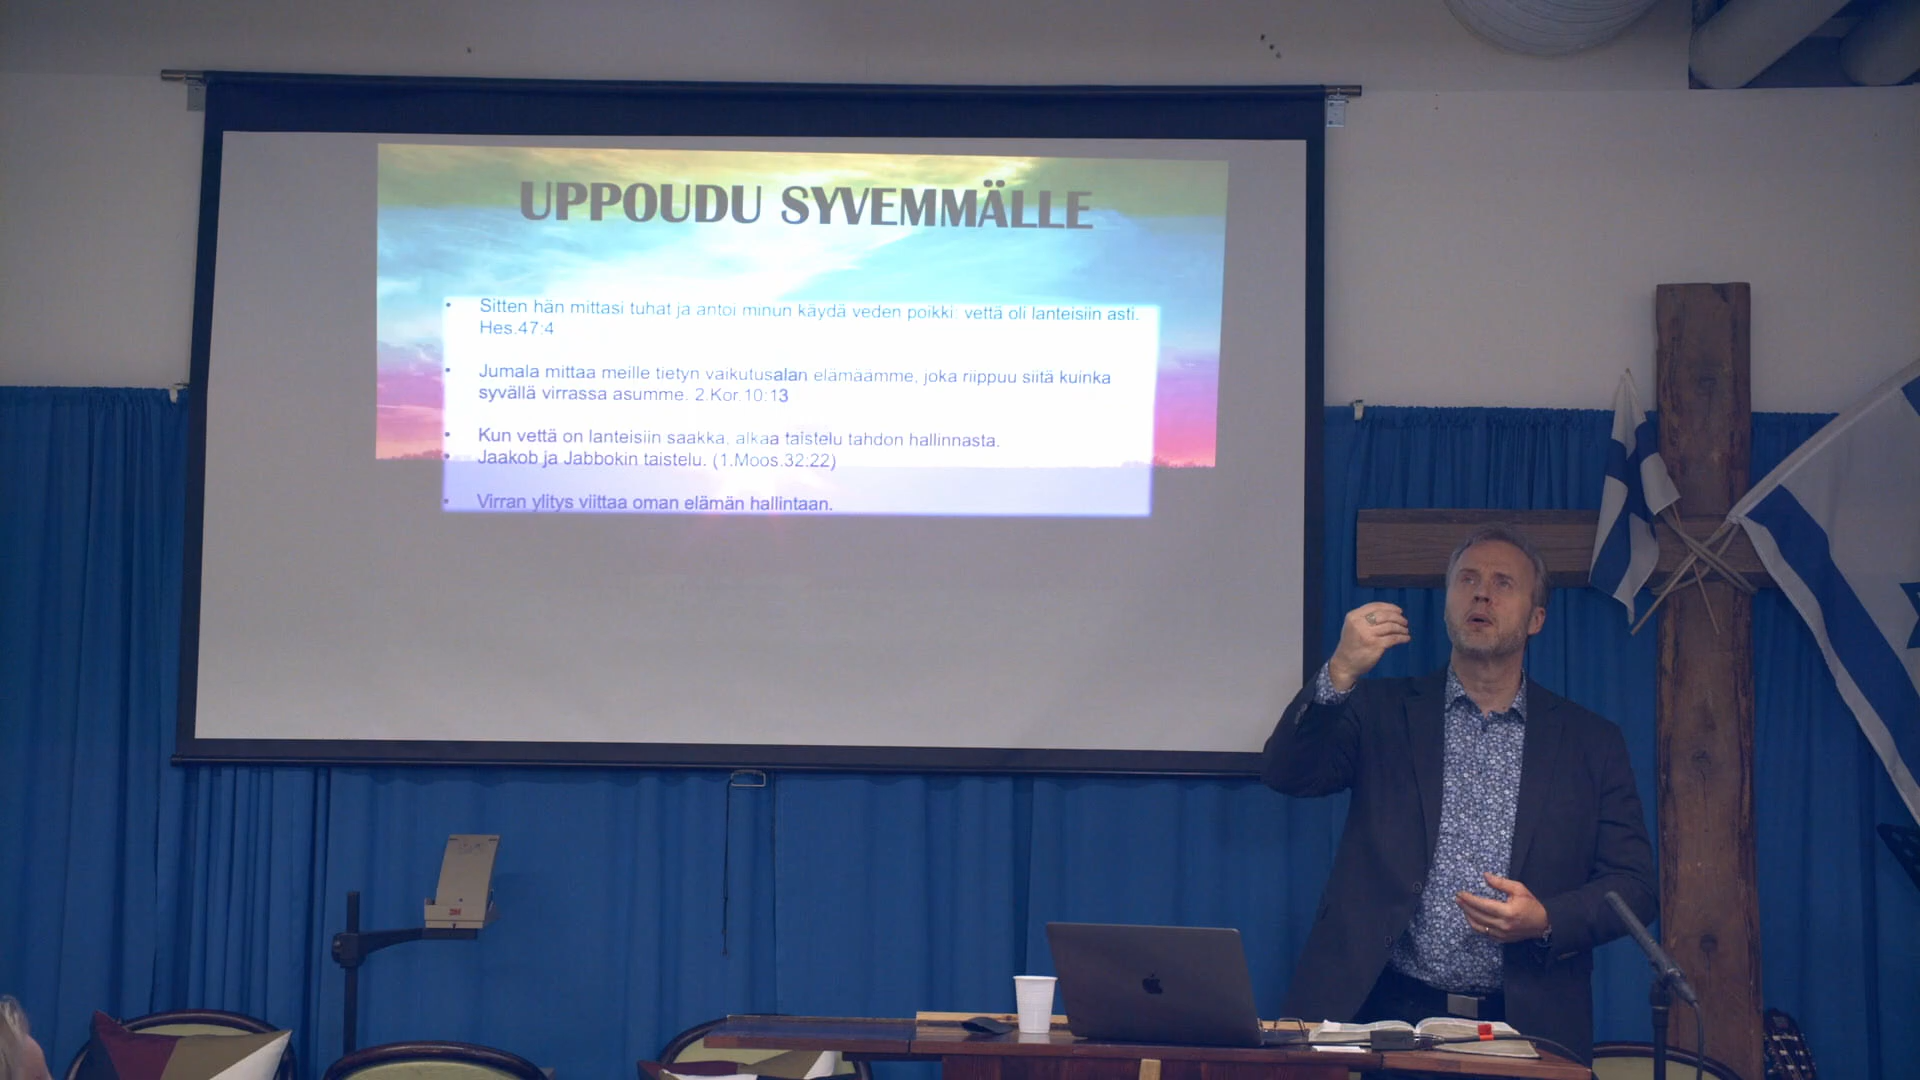 UPPOUDU SYVEMMÄLLE
• Sitten hän mittasi tuhat ja antoi minun käydä veden poikki: vettä oli lanteisiin asti.
Hes.47:4
• Jumala mittaa meille tietyn vaikutusalan elämäämme, joka riippuu siitä kuinka
syvällä virrassa asumme. 2.Kor.10:13
• Kun vettä on lanteisiin saakka, alkaa taistelu tahdon hallinnasta.
• Jaakob ja Jabbokin taistelu. (1.Moos.32:22)
• Virran ylitys viittaa oman elämän hallintaan.
3M